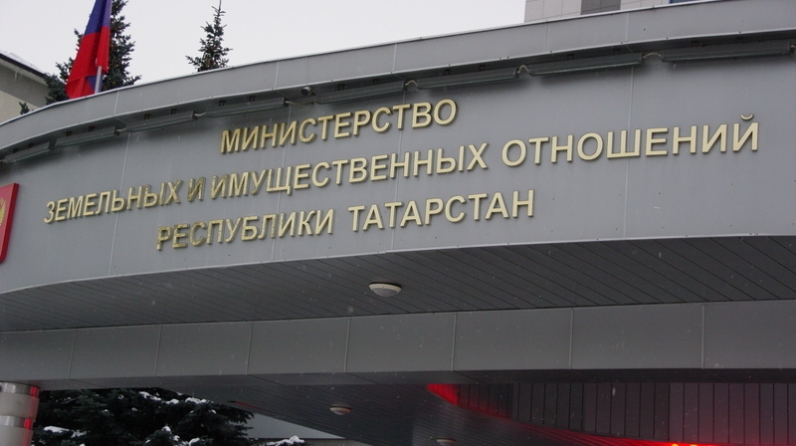 МИНИСТЕРСТВО
ЗЕМЕЛЬНЫХ И ИМУЩЕСТВЕННЫХ ОТНОШЕНИЙ
РЕСПУБЛИКИ ТАТАРСТАН